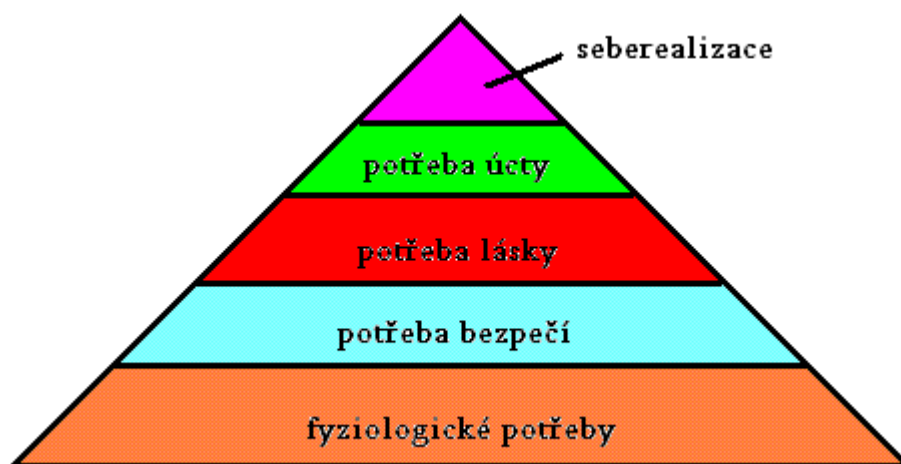 seberealizace
potřeba úcty
potřeba lásky
potřeba bezpečí
fyziologické potřeby